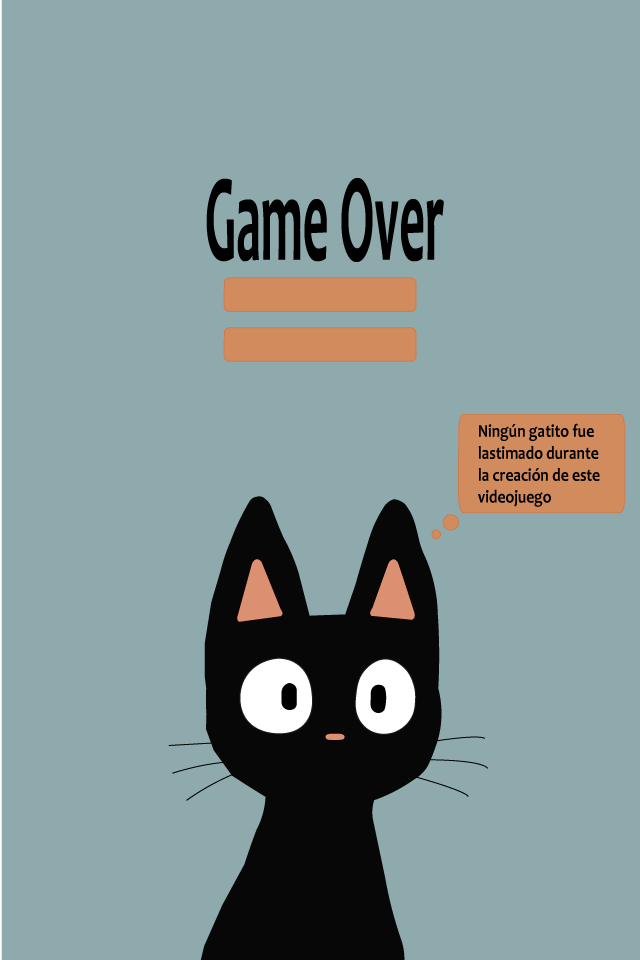 Game Over
Ningún gatito fue
lastimado durante
la creación de este
videojuego